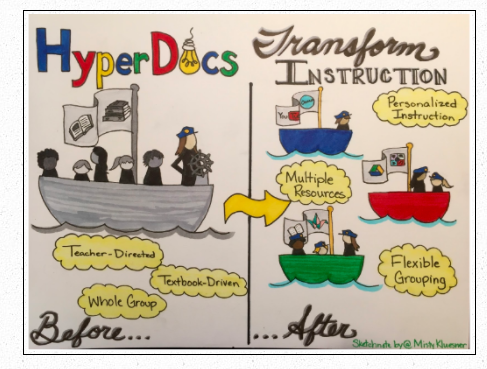 HyperDocs
Transform
INSTRUCTION
Personalized
Instruction
You
Multiple
Resources
Teacher-Directed
Textbook-Driven
Whole Group
Flexible
Grouping
Before...
...After
Sketchnote by @MistyKluesner